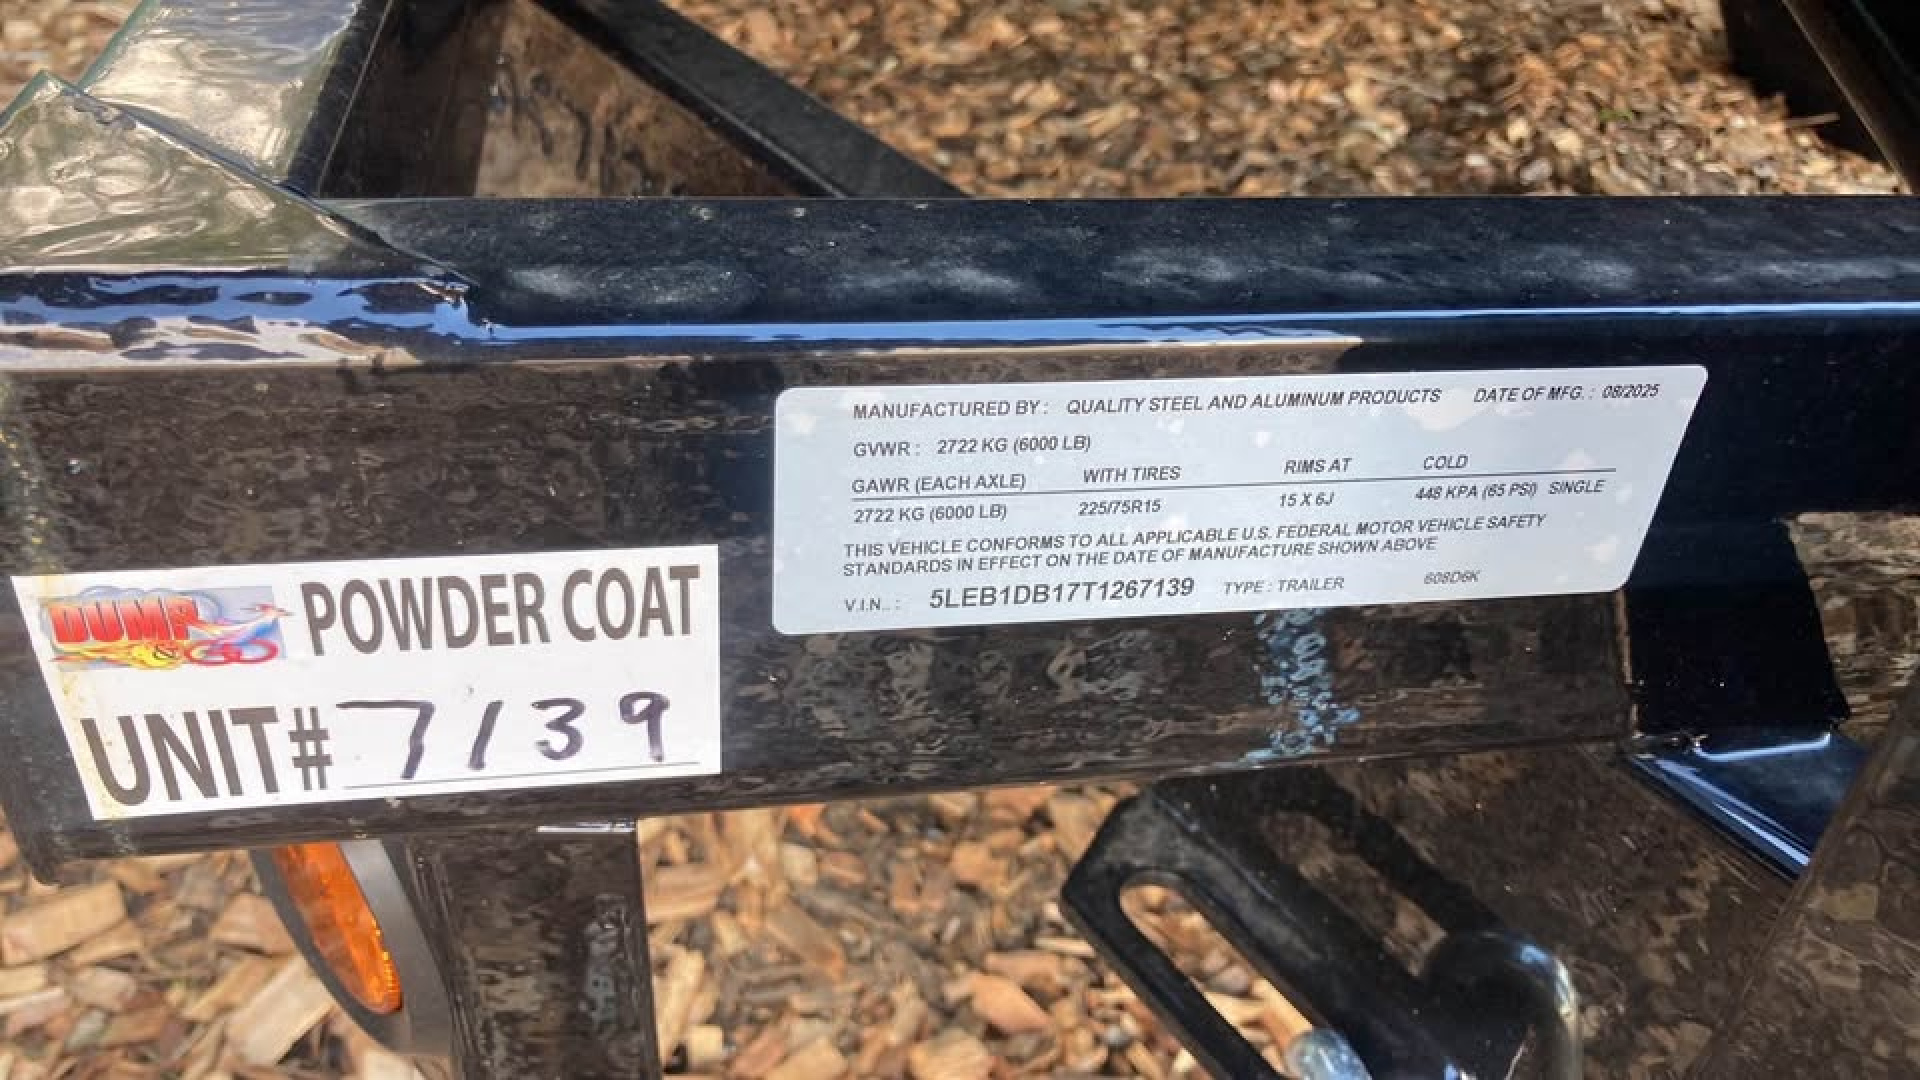 MANUFACTURED BY : QUALITY STEEL AND ALUMINUM PRODUCTS DATE OF MFG. : 08/2025
GVWR : 2722 KG (6000 LB)
GAWR (EACH AXLE) WITH TIRES RIMS AT COLD
2722 KG (6000 LB) 225/75R15 15 X 6J 448 KPA (65 PSI) SINGLE
THIS VEHICLE CONFORMS TO ALL APPLICABLE U.S. FEDERAL MOTOR VEHICLE SAFETY
STANDARDS IN EFFECT ON THE DATE OF MANUFACTURE SHOWN ABOVE
V.I.N.. : 5LEB1DB17T1267139 TYPE : TRAILER 608D6K
DUMP & GO POWDER COAT
UNIT# 7139